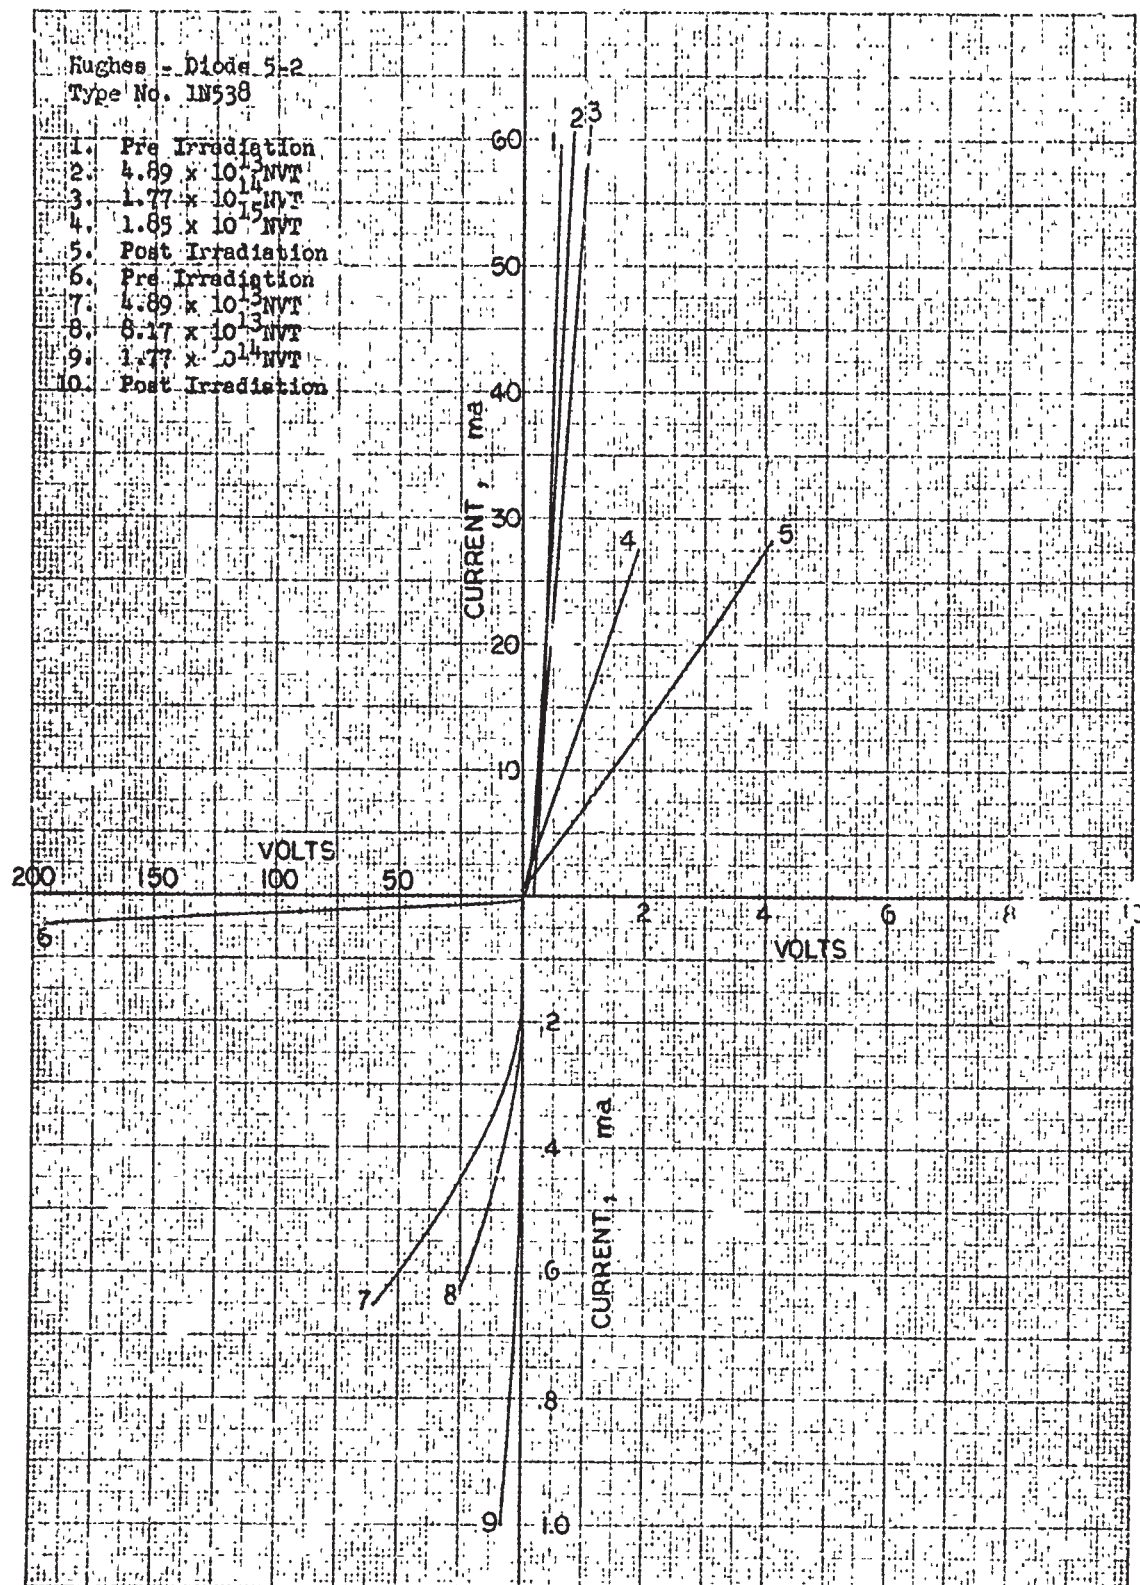 Hughes - Diode 5-2
Type No. 1N538
1. Pre Irradiation
2. 4.89 x 10^13 NVT
3. 1.77 x 10^14 NVT
4. 1.85 x 10^15 NVT
5. Post Irradiation
6. Pre Irradiation
7. 4.89 x 10^13 NVT
8. 8.17 x 10^13 NVT
9. 1.77 x 10^14 NVT
10. Post Irradiation
1 2 3
60
50
40
30
20
10
CURRENT, ma
4
5
VOLTS
200 150 100 50
2 4 6 8
VOLTS
6
2
4
6
8
10
CURRENT, ma
7
8
9